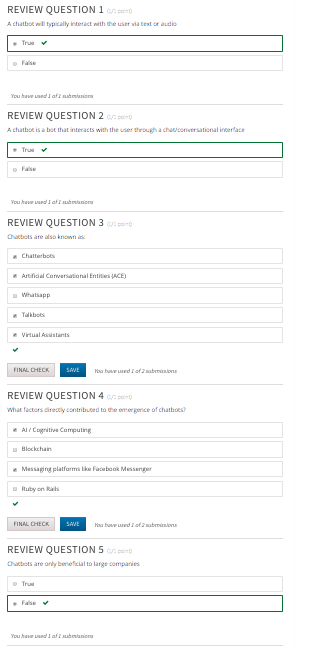 REVIEW QUESTION 1 (1/1 point)
A chatbot will typically interact with the user via text or audio
True
False
You have used 1 of 1 submissions
REVIEW QUESTION 2 (1/1 point)
A chatbot is a bot that interacts with the user through a chat/conversational interface
True
False
You have used 1 of 1 submissions
REVIEW QUESTION 3 (1/1 point)
Chatbots are also known as:
Chatterbots
Artificial Conversational Entities (ACE)
Whatsapp
Talkbots
Virtual Assistants
FINAL CHECK SAVE You have used 1 of 2 submissions
REVIEW QUESTION 4 (1/1 point)
What factors directly contributed to the emergence of chatbots?
AI / Cognitive Computing
Blockchain
Messaging platforms like Facebook Messenger
Ruby on Rails
FINAL CHECK SAVE You have used 1 of 2 submissions
REVIEW QUESTION 5 (1/1 point)
Chatbots are only beneficial to large companies
True
False
You have used 1 of 1 submissions